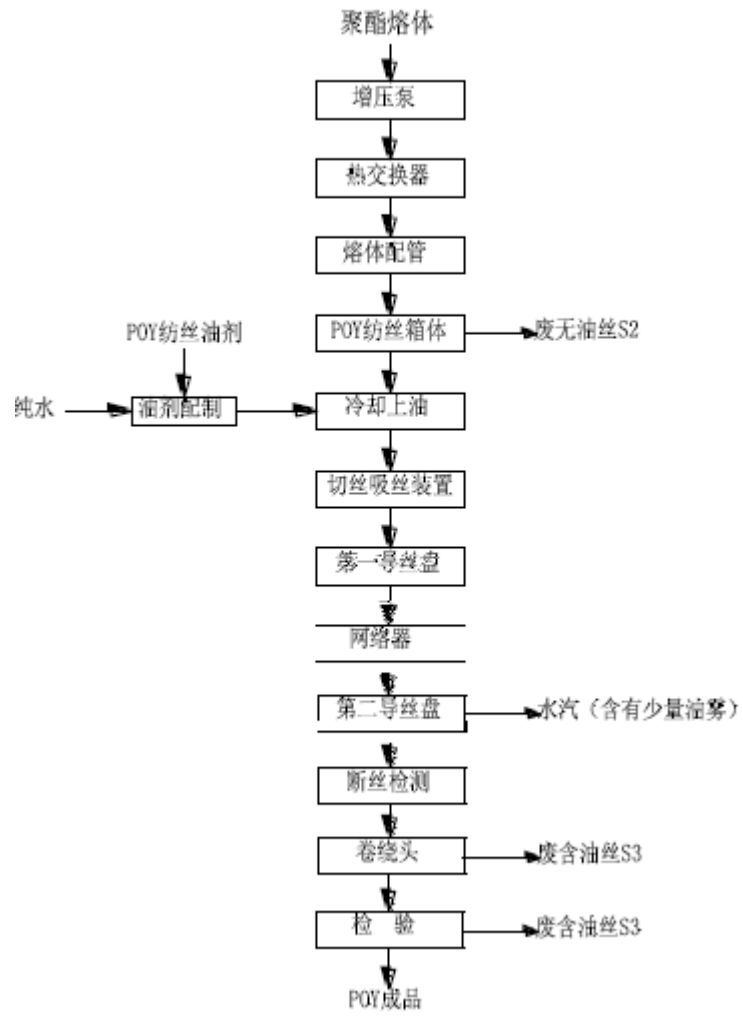 聚酯熔体
增压泵
热交换器
熔体配管
POY纺丝油剂
POY纺丝箱体
废无油丝S2
纯水
油剂配制
冷却上油
切丝吸丝装置
第一导丝盘
网络器
第二导丝盘
水汽（含有少量油雾）
断丝检测
卷绕头
废含油丝S3
检 验
废含油丝S3
POY成品